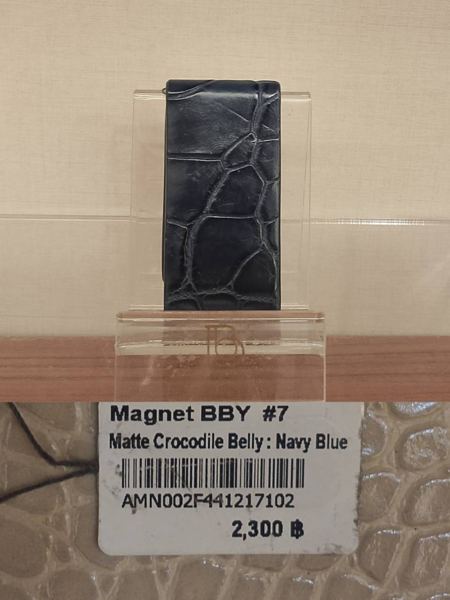 Magnet BBY #7
Matte Crocodile Belly : Navy Blue
AMN002F441217102
2,300 ฿